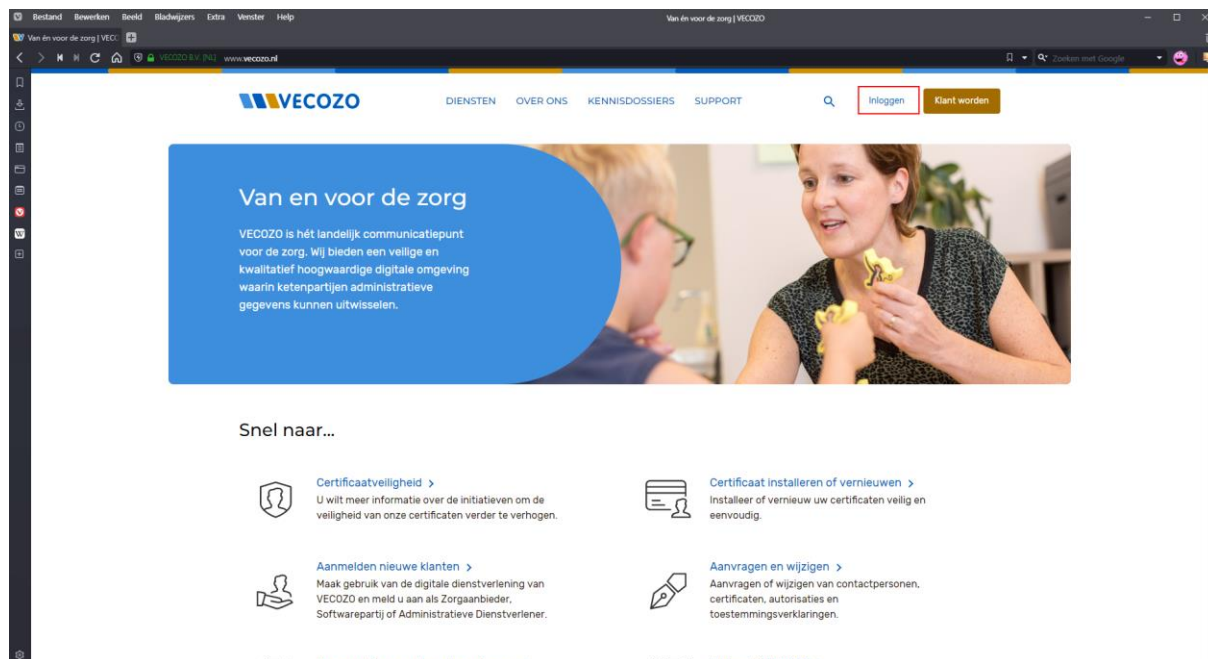 Bestand Bewerken Beeld Bladwijzers Extra Venster Help
Van én voor de zorg | VECOZO
Van én voor de zorg | VEC
VECOZO B.V. [NL] www.vecozo.nl
Zoeken met Google
VECOZO
DIENSTEN OVER ONS KENNISDOSSIERS SUPPORT
Inloggen
Klant worden
Van en voor de zorg
VECOZO is hét landelijk communicatiepunt
voor de zorg. Wij bieden een veilige en
kwalitatief hoogwaardige digitale omgeving
waarin ketenpartijen administratieve
gegevens kunnen uitwisselen.
Snel naar...
Certificaatveiligheid >
U wilt meer informatie over de initiatieven om de
veiligheid van onze certificaten verder te verhogen.
Certificaat installeren of vernieuwen >
Installeer of vernieuw uw certificaten veilig en
eenvoudig.
Aanmelden nieuwe klanten >
Maak gebruik van de digitale dienstverlening van
VECOZO en meld u aan als Zorgaanbieder,
Softwarepartij of Administratieve Dienstverlener.
Aanvragen en wijzigen >
Aanvragen of wijzigen van contactpersonen,
certificaten, autorisaties en
toestemmingsverklaringen.